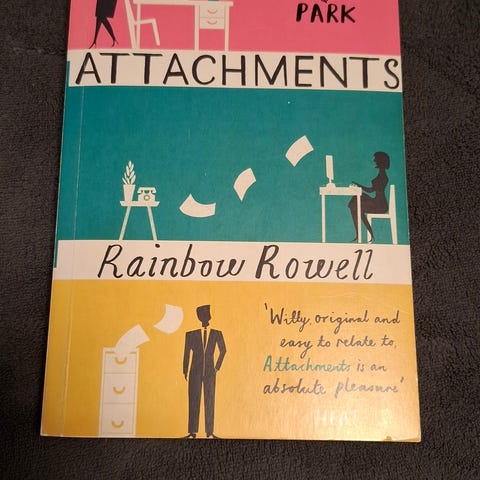 PARK
ATTACHMENTS
Rainbow Rowell
'Witty, original and
easy to relate to,
Attachments is an
absolute pleasure'
HEAT